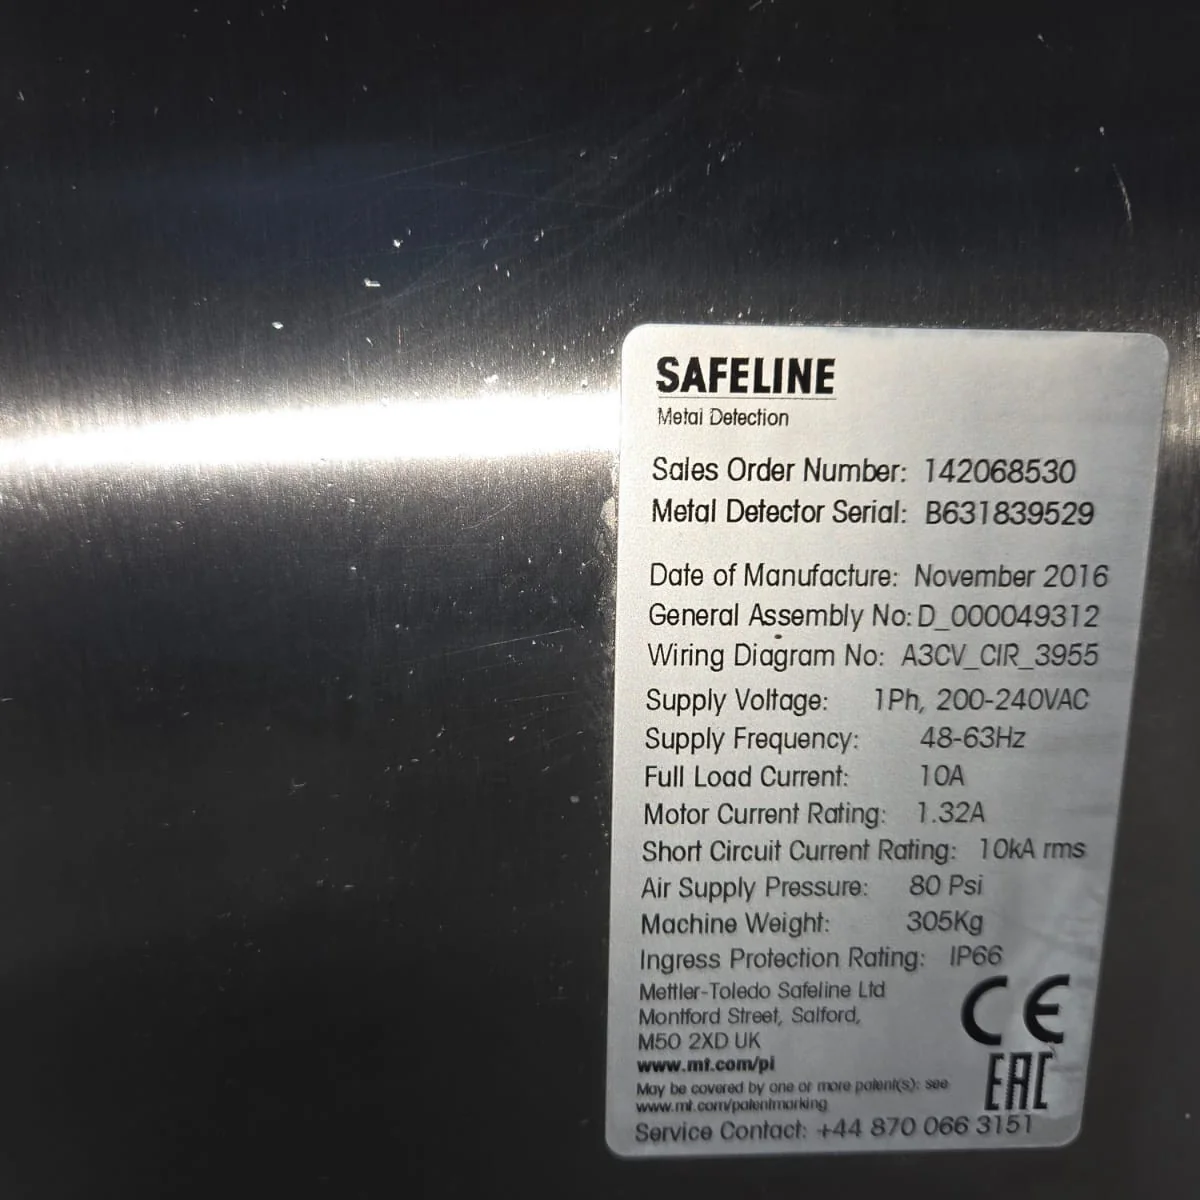 SAFELINE
Metal Detection
Sales Order Number: 142068530
Metal Detector Serial: B631839529
Date of Manufacture: November 2016
General Assembly No: D_000049312
Wiring Diagram No: A3CV_CIR_3955
Supply Voltage: 1Ph, 200-240VAC
Supply Frequency: 48-63Hz
Full Load Current: 10A
Motor Current Rating: 1.32A
Short Circuit Current Rating: 10kA rms
Air Supply Pressure: 80 Psi
Machine Weight: 305Kg
Ingress Protection Rating: IP66
Mettler-Toledo Safeline Ltd
Montford Street, Salford,
M50 2XD UK
CE
www.mt.com/pi
May be covered by one or more patent(s): see
www.mt.com/patentmarking
EAC
Service Contact: +44 870 066 3151